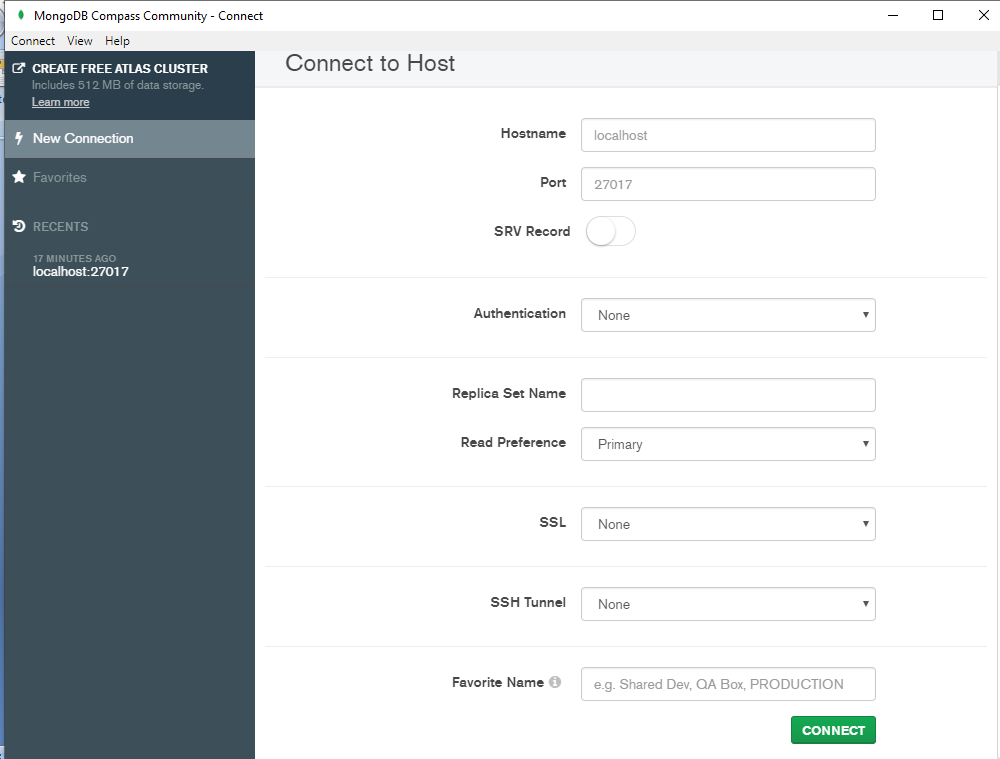 MongoDB Compass Community - Connect
Connect View Help
CREATE FREE ATLAS CLUSTER
Includes 512 MB of data storage.
Learn more
New Connection
Favorites
RECENTS
17 MINUTES AGO
localhost:27017
Connect to Host
Hostname localhost
Port 27017
SRV Record
Authentication None
Replica Set Name
Read Preference Primary
SSL None
SSH Tunnel None
Favorite Name e.g. Shared Dev, QA Box, PRODUCTION
CONNECT